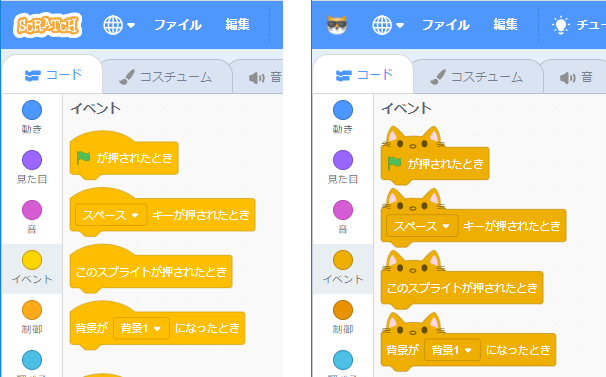 SCRATCH ファイル 編集
コード コスチューム 音
イベント
動き
見た目
音
イベント
制御
が押されたとき
スペース キーが押されたとき
このスプライトが押されたとき
背景が 背景1 になったとき
ファイル 編集 チュー
コード コスチューム 音
イベント
動き
見た目
音
イベント
制御
が押されたとき
スペース キーが押されたとき
このスプライトが押されたとき
背景が 背景1 になったとき